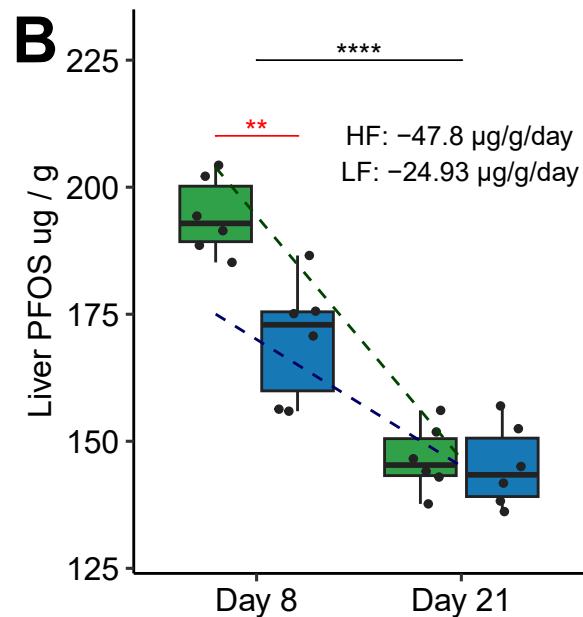 B
Liver PFOS ug / g
225
200
175
150
125
****
**
HF: −47.8 µg/g/day
LF: −24.93 µg/g/day
Day 8
Day 21